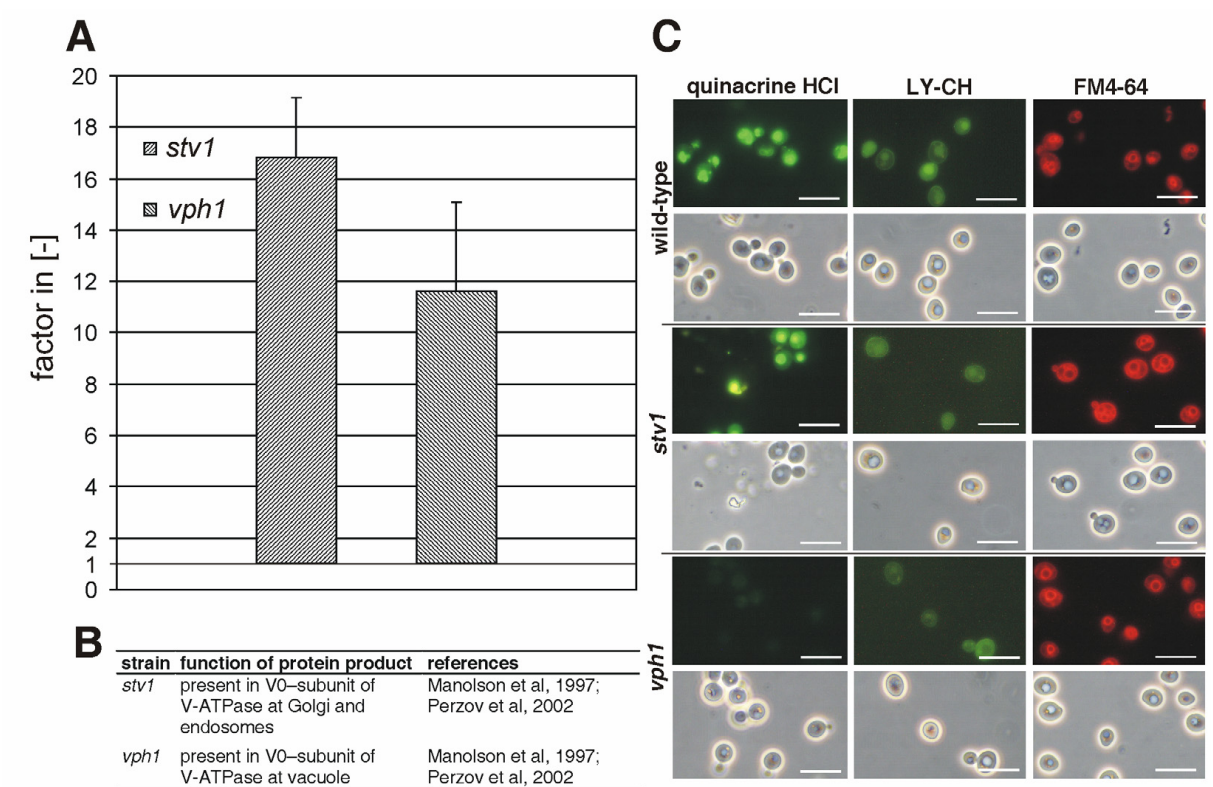 A
20
18
16
14
12
10
8
6
4
2
1
0
factor in [-]
stv1
vph1
B
strain function of protein product references
stv1 present in V0–subunit of Manolson et al, 1997;
V-ATPase at Golgi and Perzov et al, 2002
endosomes
vph1 present in V0–subunit of Manolson et al, 1997;
V-ATPase at vacuole Perzov et al, 2002
C
quinacrine HCl LY-CH FM4-64
wild-type
stv1
vph1